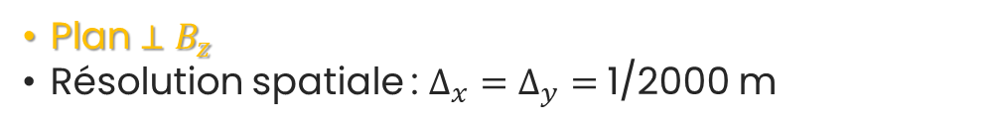 • Plan ⊥ B_z
• Résolution spatiale : Δ_x = Δ_y = 1/2000 m